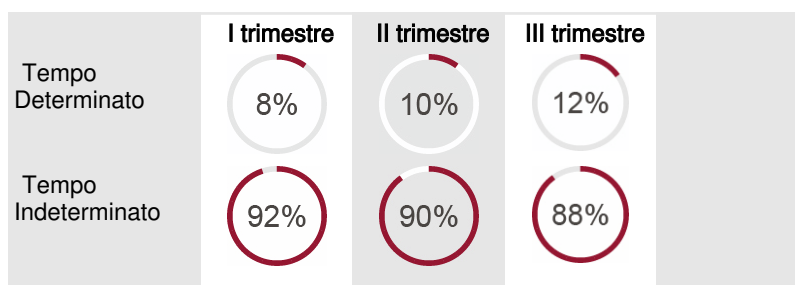 I trimestre II trimestre III trimestre
Tempo
Determinato
8% 10% 12%
Tempo
Indeterminato
92% 90% 88%